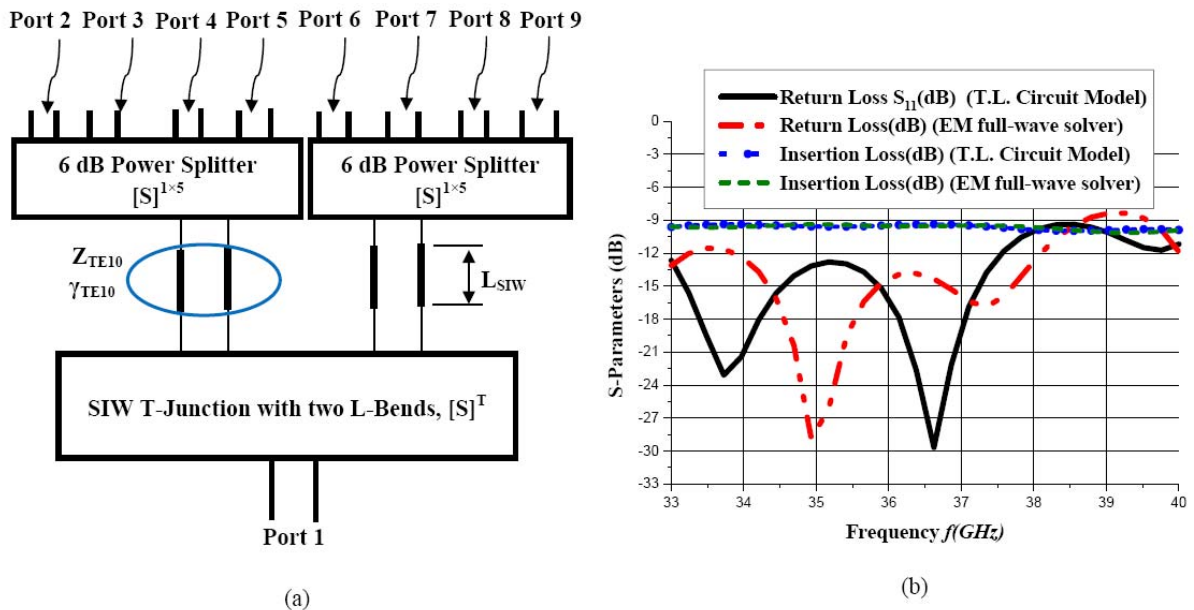 Port 2 Port 3 Port 4 Port 5 Port 6 Port 7 Port 8 Port 9
6 dB Power Splitter
[S]1×5
6 dB Power Splitter
[S]1×5
ZTE10
γTE10
LSIW
SIW T-Junction with two L-Bends, [S]T
Port 1
(a)
Return Loss S11(dB) (T.L. Circuit Model)
Return Loss(dB) (EM full-wave solver)
Insertion Loss(dB) (T.L. Circuit Model)
Insertion Loss(dB) (EM full-wave solver)
S-Parameters (dB)
0
-3
-6
-9
-12
-15
-18
-21
-24
-27
-30
-33
33 34 35 36 37 38 39 40
Frequency f(GHz)
(b)